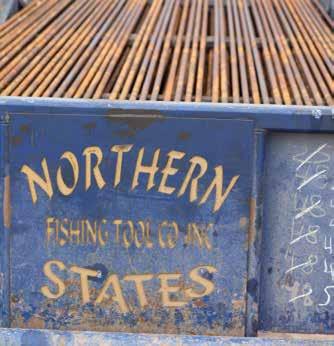 NORTHERN
FISHING TOOL CO INC
STATES